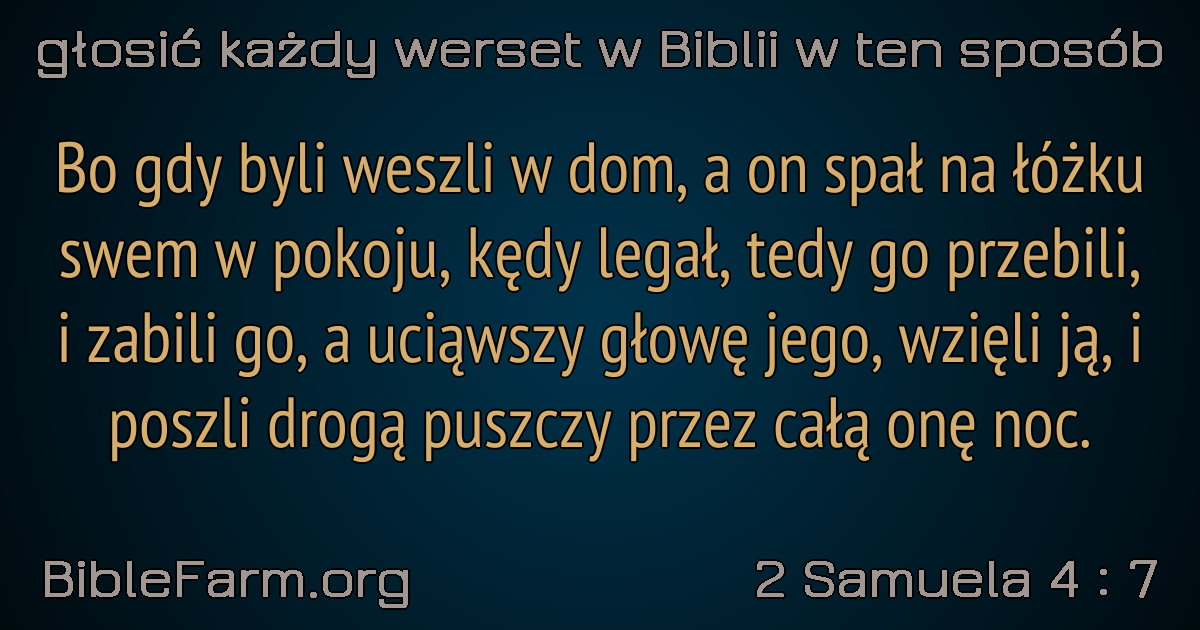 głosić każdy werset w Biblii w ten sposób
Bo gdy byli weszli w dom, a on spał na łóżku
swem w pokoju, kędy legał, tedy go przebili,
i zabili go, a uciąwszy głowę jego, wzięli ją, i
poszli drogą puszczy przez całą onę noc.
BibleFarm.org
2 Samuela 4 : 7